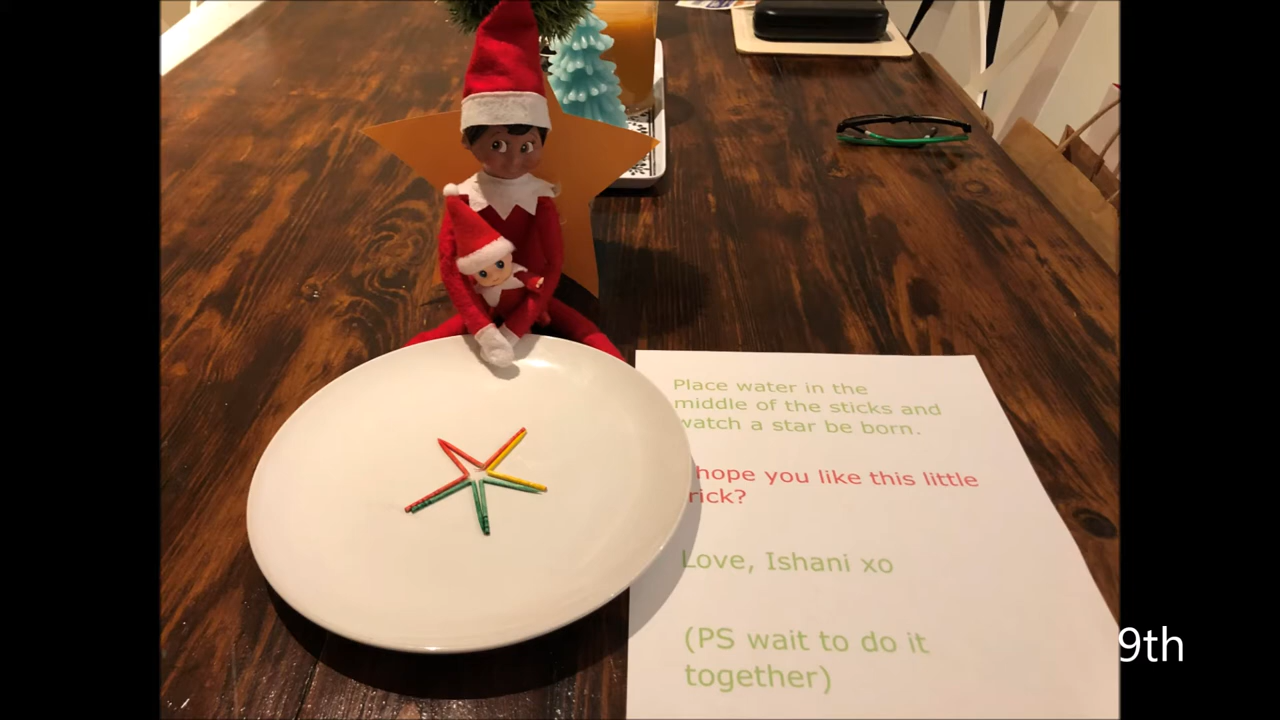 Place water in the
middle of the sticks and
watch a star be born.
hope you like this little
rick?
Love, Ishani xo
(PS wait to do it
together)
9th